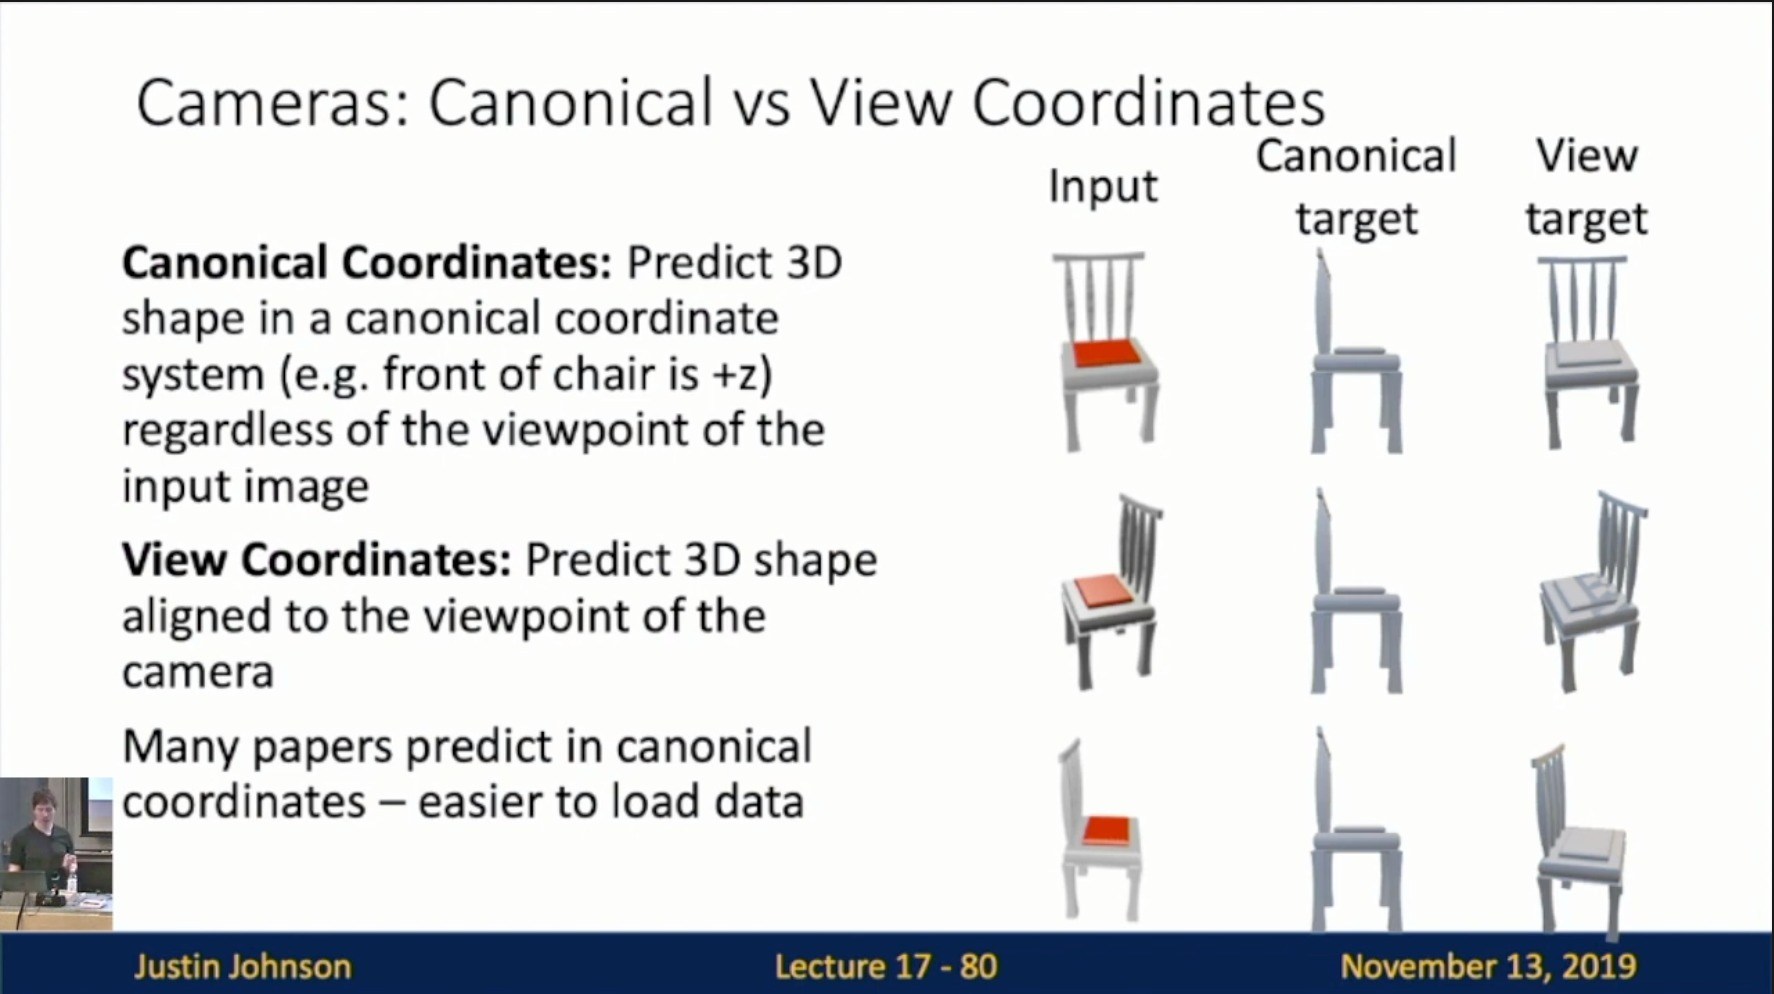 Cameras: Canonical vs View Coordinates
Input
Canonical
target
View
target
Canonical Coordinates: Predict 3D
shape in a canonical coordinate
system (e.g. front of chair is +z)
regardless of the viewpoint of the
input image
View Coordinates: Predict 3D shape
aligned to the viewpoint of the
camera
Many papers predict in canonical
coordinates – easier to load data
Justin Johnson
Lecture 17 - 80
November 13, 2019